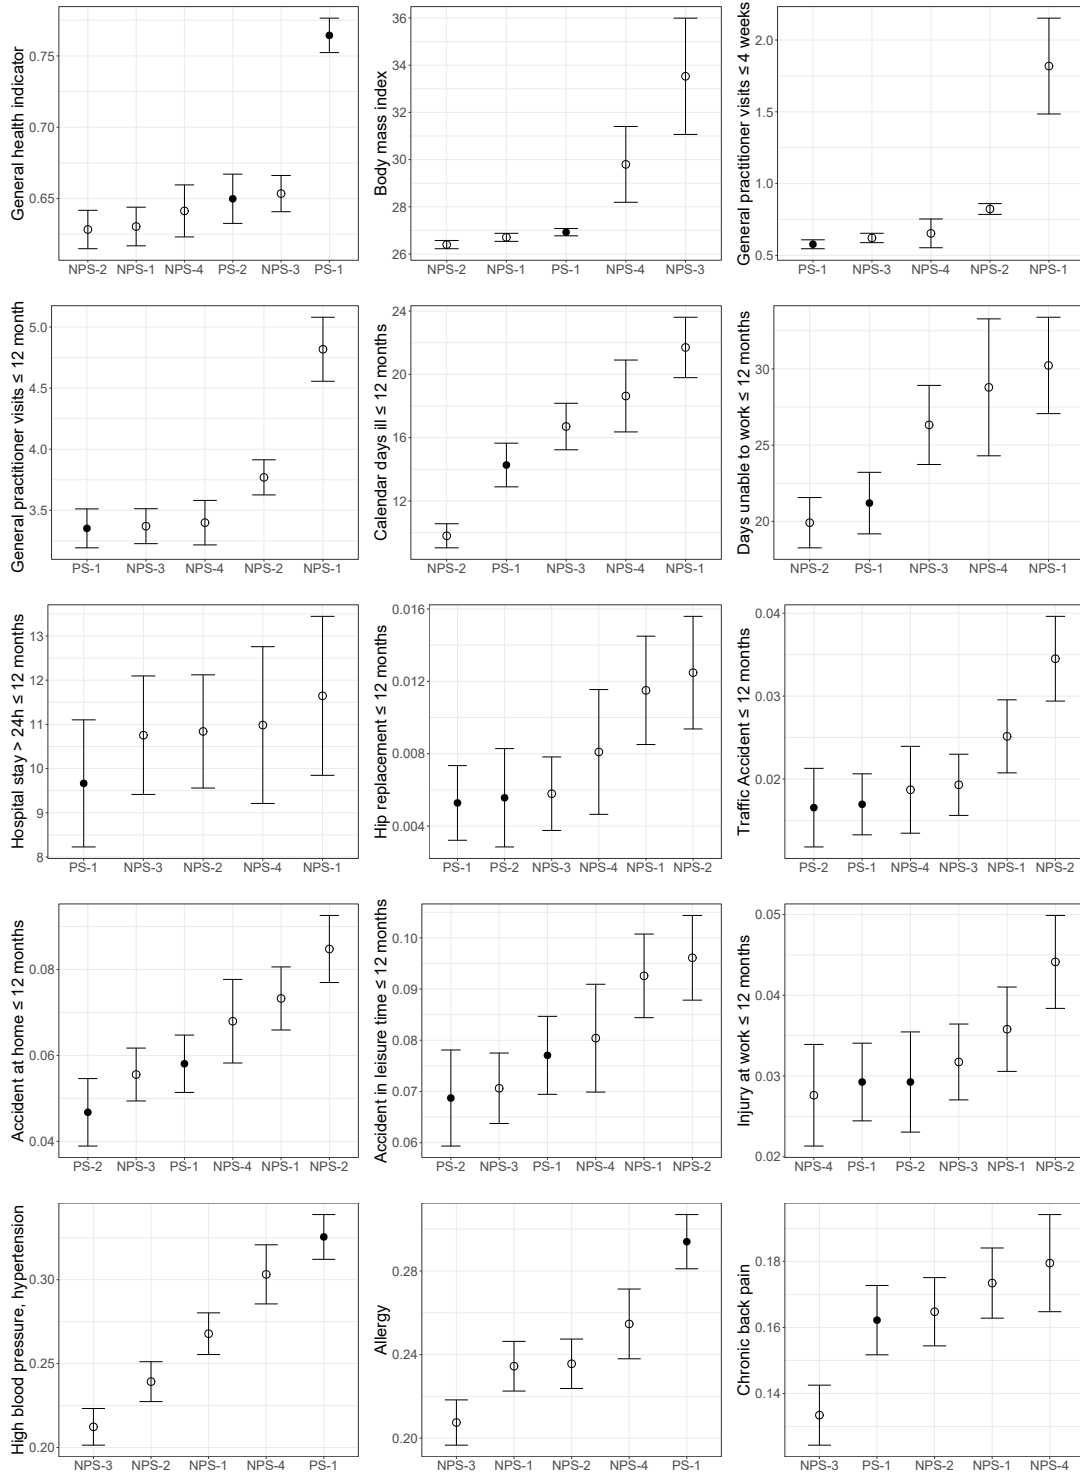 General health indicator
0.75
0.70
0.65
NPS-2 NPS-1 NPS-4 PS-2 NPS-3 PS-1
Body mass index
36
34
32
30
28
26
NPS-2 NPS-1 PS-1 NPS-4 NPS-3
General practitioner visits ≤ 4 weeks
2.0
1.5
1.0
0.5
PS-1 NPS-3 NPS-4 NPS-2 NPS-1
General practitioner visits ≤ 12 month
5.0
4.5
4.0
3.5
PS-1 NPS-3 NPS-4 NPS-2 NPS-1
Calendar days ill ≤ 12 months
24
20
16
12
NPS-2 PS-1 NPS-3 NPS-4 NPS-1
Days unable to work ≤ 12 months
30
25
20
NPS-2 PS-1 NPS-3 NPS-4 NPS-1
Hospital stay > 24h ≤ 12 months
13
12
11
10
9
8
PS-1 NPS-3 NPS-2 NPS-4 NPS-1
Hip replacement ≤ 12 months
0.016
0.012
0.008
0.004
PS-1 PS-2 NPS-3 NPS-4 NPS-1 NPS-2
Traffic Accident ≤ 12 months
0.04
0.03
0.02
PS-2 PS-1 NPS-4 NPS-3 NPS-1 NPS-2
Accident at home ≤ 12 months
0.08
0.06
0.04
PS-2 NPS-3 PS-1 NPS-4 NPS-1 NPS-2
Accident in leisure time ≤ 12 months
0.10
0.09
0.08
0.07
0.06
PS-2 NPS-3 PS-1 NPS-4 NPS-1 NPS-2
Injury at work ≤ 12 months
0.05
0.04
0.03
0.02
NPS-4 PS-1 PS-2 NPS-3 NPS-1 NPS-2
High blood pressure, hypertension
0.30
0.25
0.20
NPS-3 NPS-2 NPS-1 NPS-4 PS-1
Allergy
0.28
0.24
0.20
NPS-3 NPS-1 NPS-2 NPS-4 PS-1
Chronic back pain
0.18
0.16
0.14
NPS-3 PS-1 NPS-2 NPS-1 NPS-4